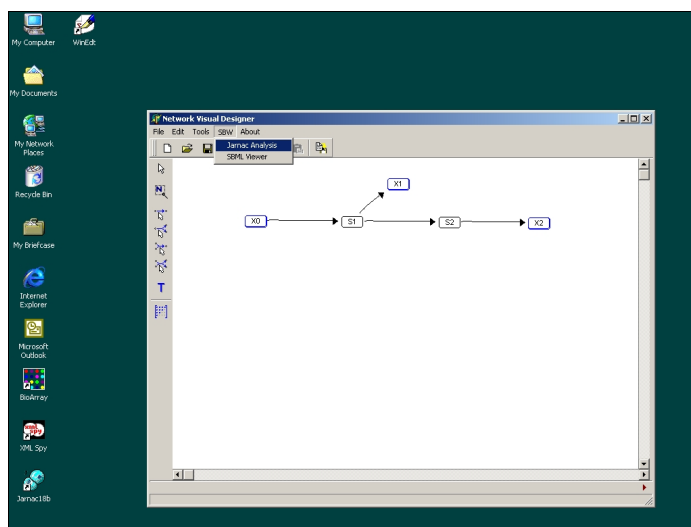 My Computer
WinEdt
My Documents
My Network
Places
Recycle Bin
My Briefcase
Internet
Explorer
Microsoft
Outlook
BioArray
XML Spy
Jarnac18b
Network Visual Designer
File Edit Tools SBW About
Jarnac Analysis
SBML Viewer
N
T
X1
X0
S1
S2
X2